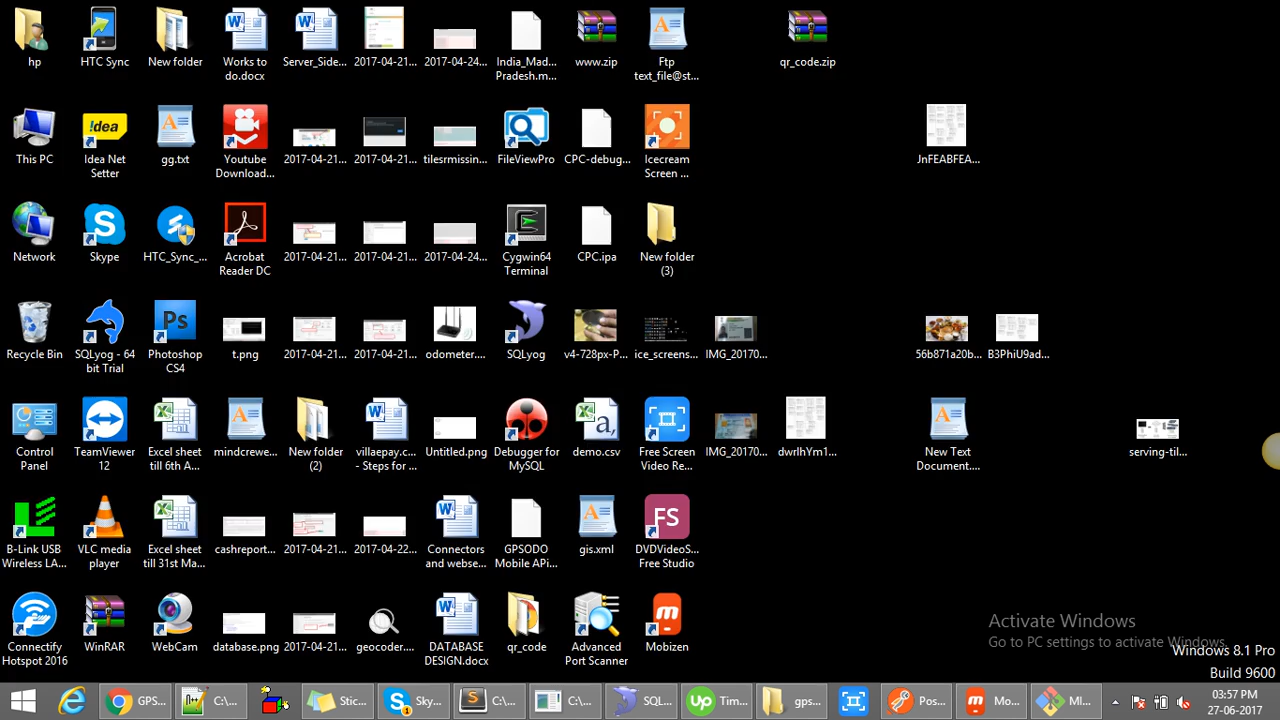 hp
HTC Sync
New folder
Works to
do.docx
Server_Side...
2017-04-21...
2017-04-24...
India_Mad...
Pradesh.m...
www.zip
Ftp
text_file@st...
qr_code.zip
This PC
Idea Net
Setter
gg.txt
Youtube
Download...
2017-04-21...
2017-04-21...
tilesrmissin...
FileViewPro
CPC-debug...
Icecream
Screen ...
JnFEABFEA...
Network
Skype
HTC_Sync_...
Acrobat
Reader DC
2017-04-21...
2017-04-21...
2017-04-24...
Cygwin64
Terminal
CPC.ipa
New folder
(3)
Recycle Bin
SQLyog - 64
bit Trial
Photoshop
CS4
t.png
2017-04-21...
2017-04-21...
odometer....
SQLyog
v4-728px-P...
ice_screens...
IMG_20170...
56b871a20b...
B3PhiU9ad...
Control
Panel
TeamViewer
12
Excel sheet
till 6th A...
mindcrewe...
New folder
(2)
villaepay.c...
- Steps for ...
Untitled.png
Debugger for
MySQL
demo.csv
Free Screen
Video Re...
IMG_20170...
dwrlhYm1...
New Text
Document....
serving-til...
B-Link USB
Wireless LA...
VLC media
player
Excel sheet
till 31st Ma...
cashreport...
2017-04-21...
2017-04-22...
Connectors
and webse...
GPSODO
Mobile APi...
gis.xml
FS
DVDVideoS...
Free Studio
Connectify
Hotspot 2016
WinRAR
WebCam
database.png
2017-04-21...
geocoder....
DATABASE
DESIGN.docx
qr_code
Advanced
Port Scanner
Mobizen
Activate Windows
Go to PC settings to activate Windows.
Windows 8.1 Pro
Build 9600
GPS...
C:\...
Stic...
Sky...
C:\...
C:\...
SQL...
Tim...
gps...
Pos...
Mo...
MI...
03:57 PM
27-06-2017